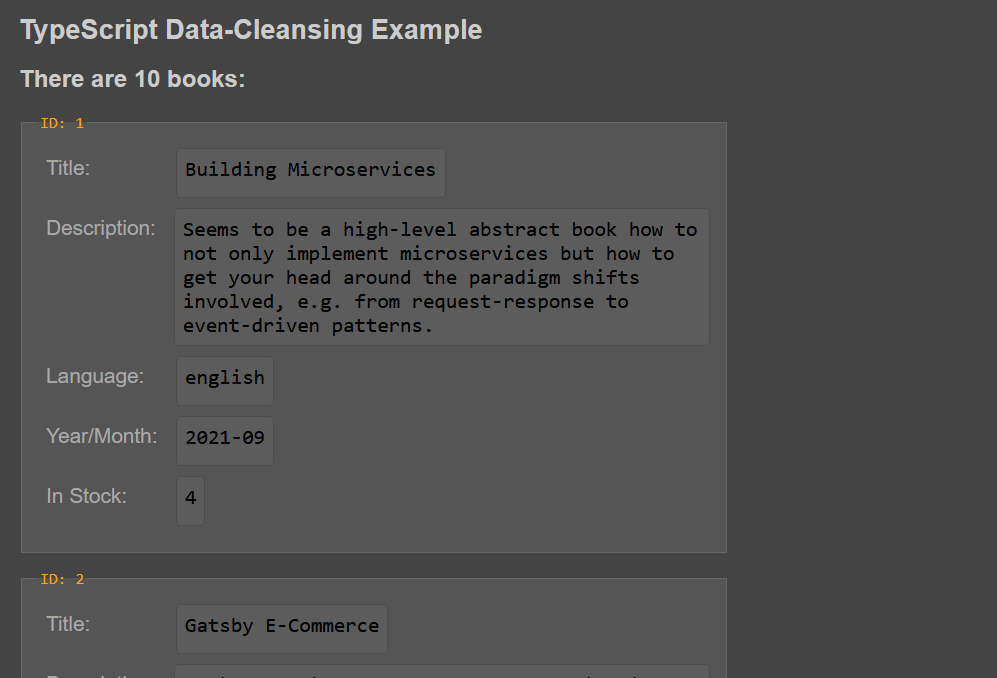 TypeScript Data-Cleansing Example
There are 10 books:
ID: 1
Title: Building Microservices
Description: Seems to be a high-level abstract book how to
not only implement microservices but how to
get your head around the paradigm shifts
involved, e.g. from request-response to
event-driven patterns.
Language: english
Year/Month: 2021-09
In Stock: 4
ID: 2
Title: Gatsby E-Commerce